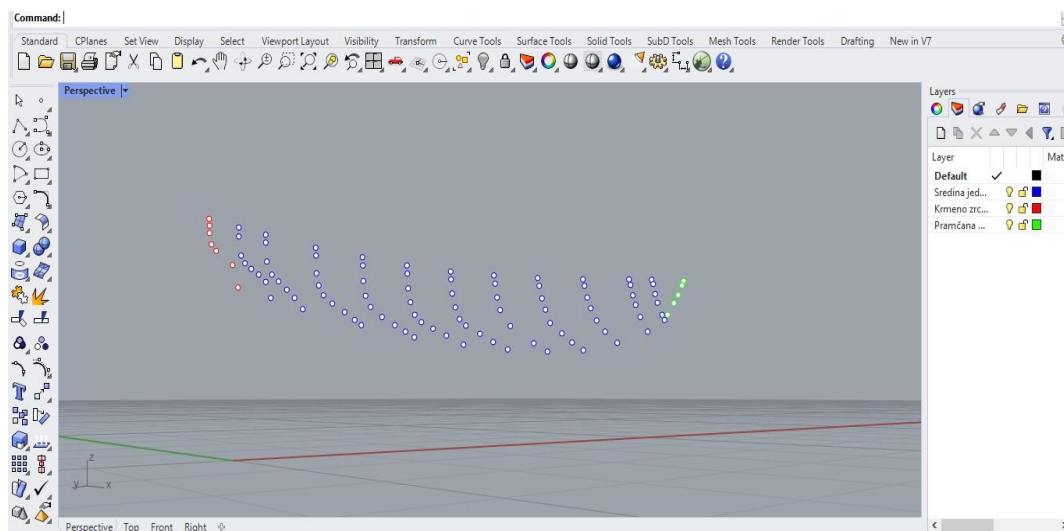 Command:
Standard CPlanes Set View Display Select Viewport Layout Visibility Transform Curve Tools Surface Tools Solid Tools SubD Tools Mesh Tools Render Tools Drafting New in V7
Perspective
Layers
Layer Mat
Default
Sredina jed...
Krmeno zrc...
Pramčana ...
z
y x
Perspective Top Front Right